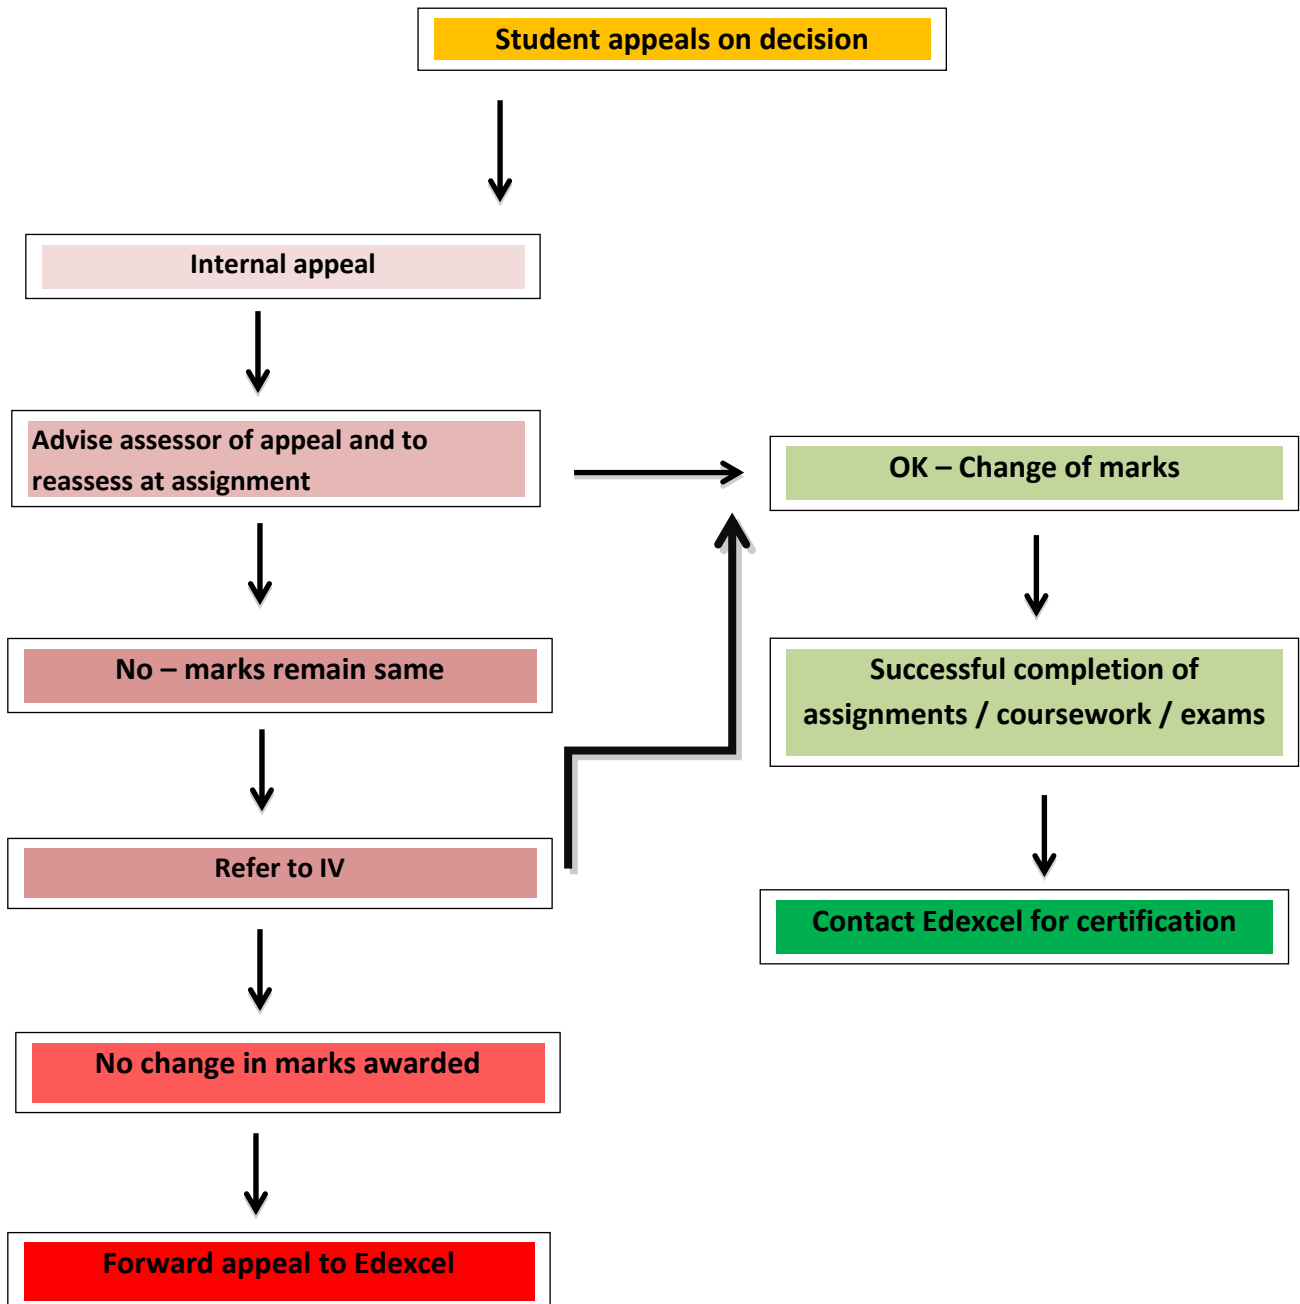 Student appeals on decision
Internal appeal
Advise assessor of appeal and to
reassess at assignment
OK – Change of marks
No – marks remain same
Successful completion of
assignments / coursework / exams
Refer to IV
Contact Edexcel for certification
No change in marks awarded
Forward appeal to Edexcel